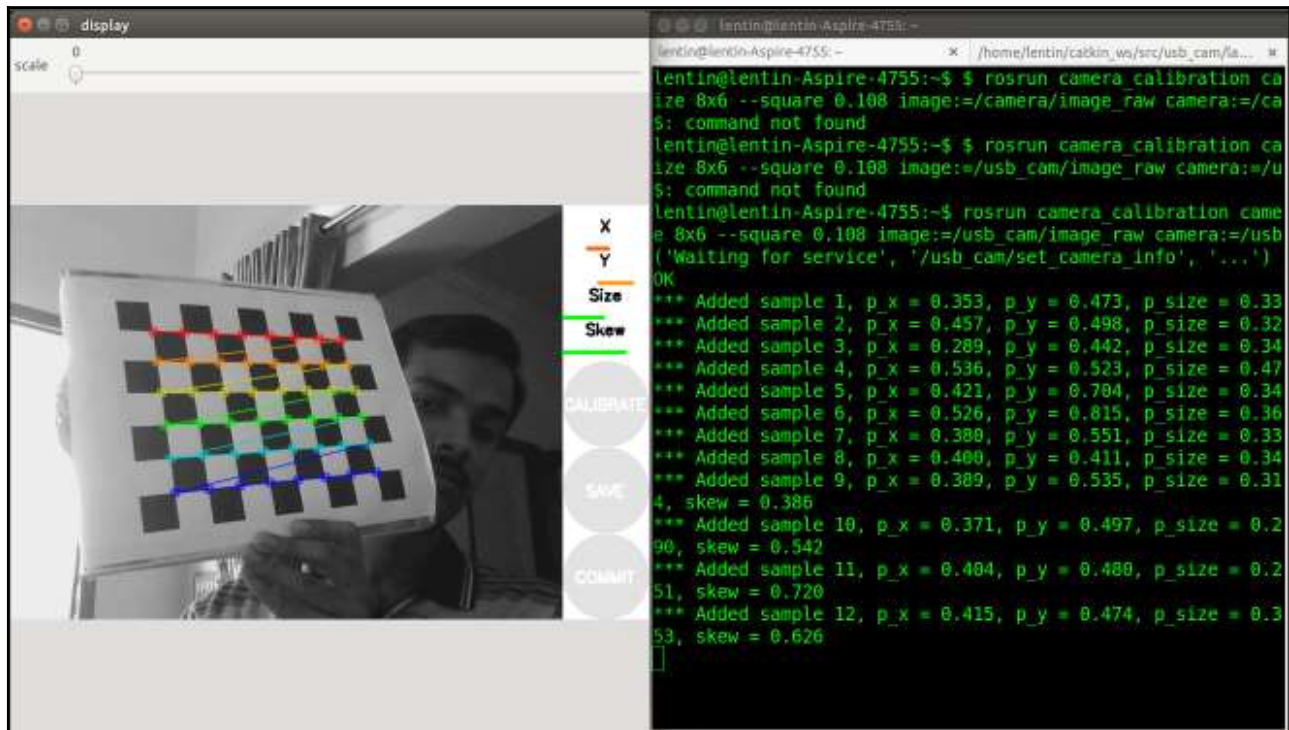 display
scale
0
X
Y
Size
Skew
CALIBRATE
SAVE
COMMIT
lentin@lentin-Aspire-4755: ~
lentin@lentin-Aspire-4755: ~ × /home/lentin/catkin_ws/src/usb_cam/la... ×
lentin@lentin-Aspire-4755:~$ $ rosrun camera_calibration ca
ize 8x6 --square 0.108 image:=/camera/image_raw camera:=/ca
$: command not found
lentin@lentin-Aspire-4755:~$ $ rosrun camera_calibration ca
ize 8x6 --square 0.108 image:=/usb_cam/image_raw camera:=/u
$: command not found
lentin@lentin-Aspire-4755:~$ rosrun camera_calibration came
e 8x6 --square 0.108 image:=/usb_cam/image_raw camera:=/usb
('Waiting for service', '/usb_cam/set_camera_info', '...')
OK
*** Added sample 1, p_x = 0.353, p_y = 0.473, p_size = 0.33
*** Added sample 2, p_x = 0.457, p_y = 0.498, p_size = 0.32
*** Added sample 3, p_x = 0.289, p_y = 0.442, p_size = 0.34
*** Added sample 4, p_x = 0.536, p_y = 0.523, p_size = 0.47
*** Added sample 5, p_x = 0.421, p_y = 0.704, p_size = 0.34
*** Added sample 6, p_x = 0.526, p_y = 0.815, p_size = 0.36
*** Added sample 7, p_x = 0.380, p_y = 0.551, p_size = 0.33
*** Added sample 8, p_x = 0.400, p_y = 0.411, p_size = 0.34
*** Added sample 9, p_x = 0.389, p_y = 0.535, p_size = 0.31
4, skew = 0.386
*** Added sample 10, p_x = 0.371, p_y = 0.497, p_size = 0.2
90, skew = 0.542
*** Added sample 11, p_x = 0.404, p_y = 0.480, p_size = 0.2
51, skew = 0.720
*** Added sample 12, p_x = 0.415, p_y = 0.474, p_size = 0.3
53, skew = 0.626